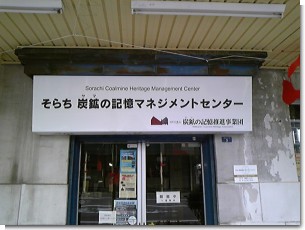 Sorachi Coalmine Heritage Management Center
そらち 炭鉱の記憶マネジメントセンター
炭鉱の記憶推進事業団